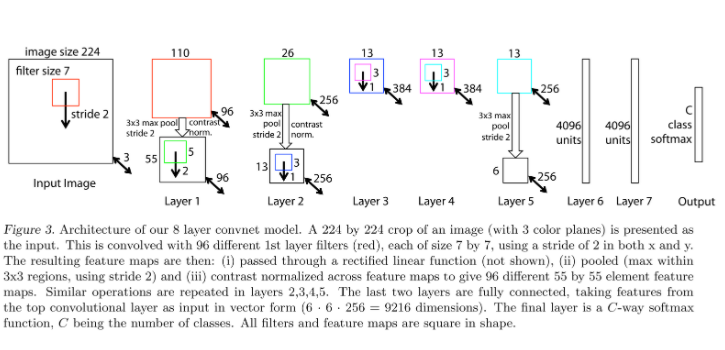 image size 224
110
26
13
13
13
filter size 7
stride 2
3
Input Image
96
3x3 max pool
stride 2
contrast
norm.
55
5
2
96
Layer 1
256
3x3 max
pool
stride 2
contrast
norm.
13
3
1
256
Layer 2
3
1
384
Layer 3
3
1
384
Layer 4
256
3x3 max
pool
stride 2
6
256
Layer 5
4096
units
Layer 6
4096
units
Layer 7
C
class
softmax
Output
Figure 3. Architecture of our 8 layer convnet model. A 224 by 224 crop of an image (with 3 color planes) is presented as
the input. This is convolved with 96 different 1st layer filters (red), each of size 7 by 7, using a stride of 2 in both x and y.
The resulting feature maps are then: (i) passed through a rectified linear function (not shown), (ii) pooled (max within
3x3 regions, using stride 2) and (iii) contrast normalized across feature maps to give 96 different 55 by 55 element feature
maps. Similar operations are repeated in layers 2,3,4,5. The last two layers are fully connected, taking features from
the top convolutional layer as input in vector form (6 · 6 · 256 = 9216 dimensions). The final layer is a C-way softmax
function, C being the number of classes. All filters and feature maps are square in shape.